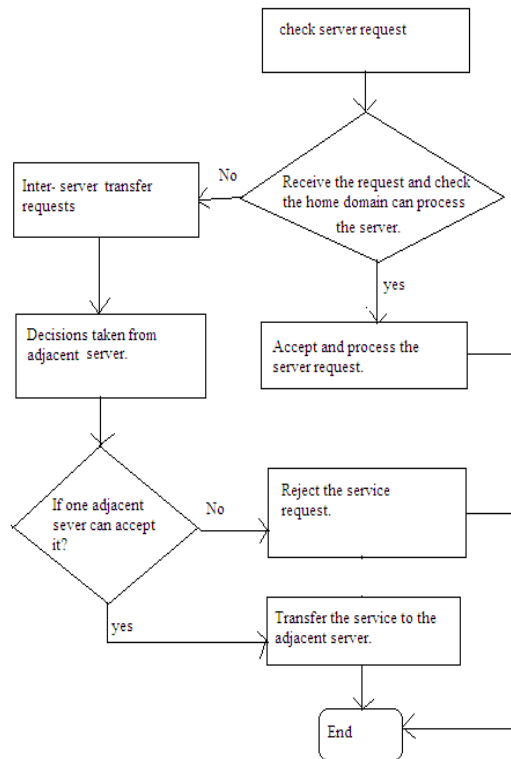 check server request
Receive the request and check
the home domain can process
the server.
No
Inter- server transfer
requests
yes
Decisions taken from
adjacent server.
Accept and process the
server request.
If one adjacent
sever can accept
it?
No
Reject the service
request.
yes
Transfer the service to the
adjacent server.
End